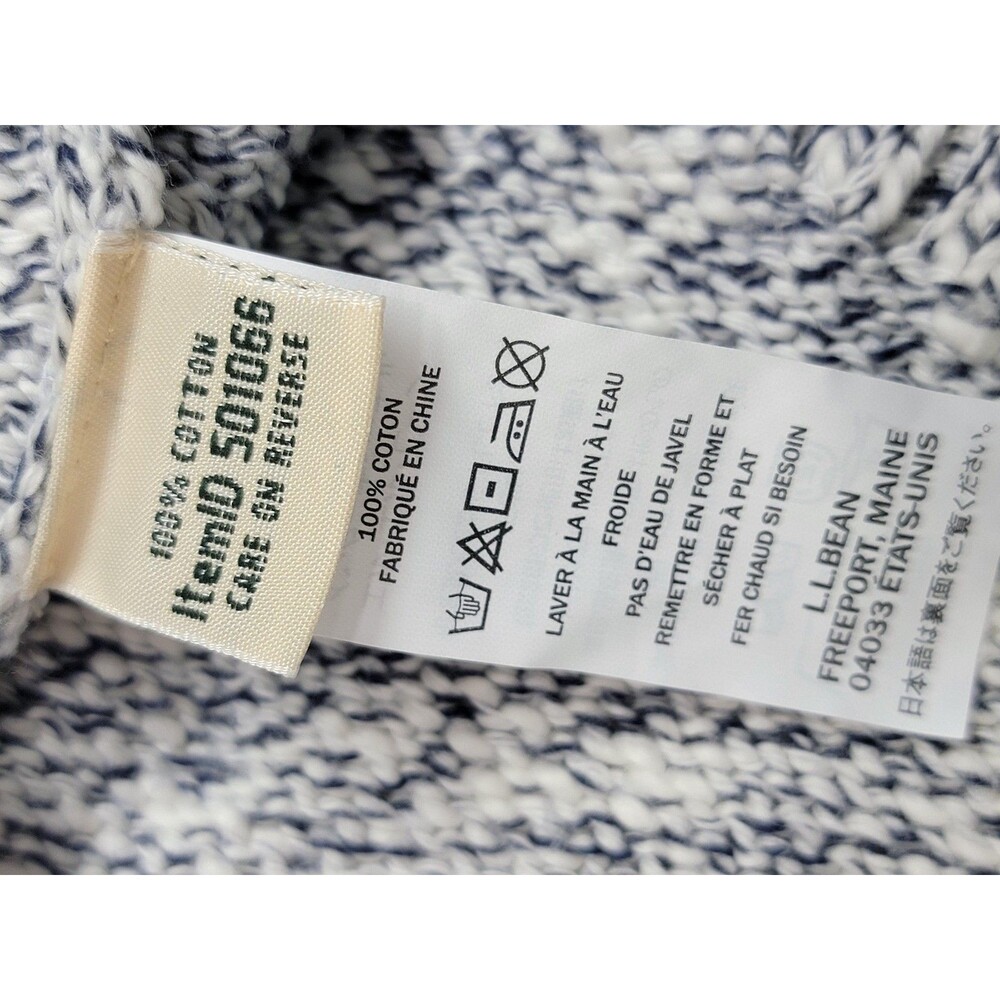 100% COTTON
ItemID 501066
CARE ON REVERSE
100% COTON
FABRIQUÉ EN CHINE
LAVER À LA MAIN À L'EAU
FROIDE
PAS D'EAU DE JAVEL
REMETTRE EN FORME ET
SÉCHER À PLAT
FER CHAUD SI BESOIN
L.L.BEAN
FREEPORT, MAINE
04033 ÉTATS-UNIS
日本語は裏面をご覧ください。